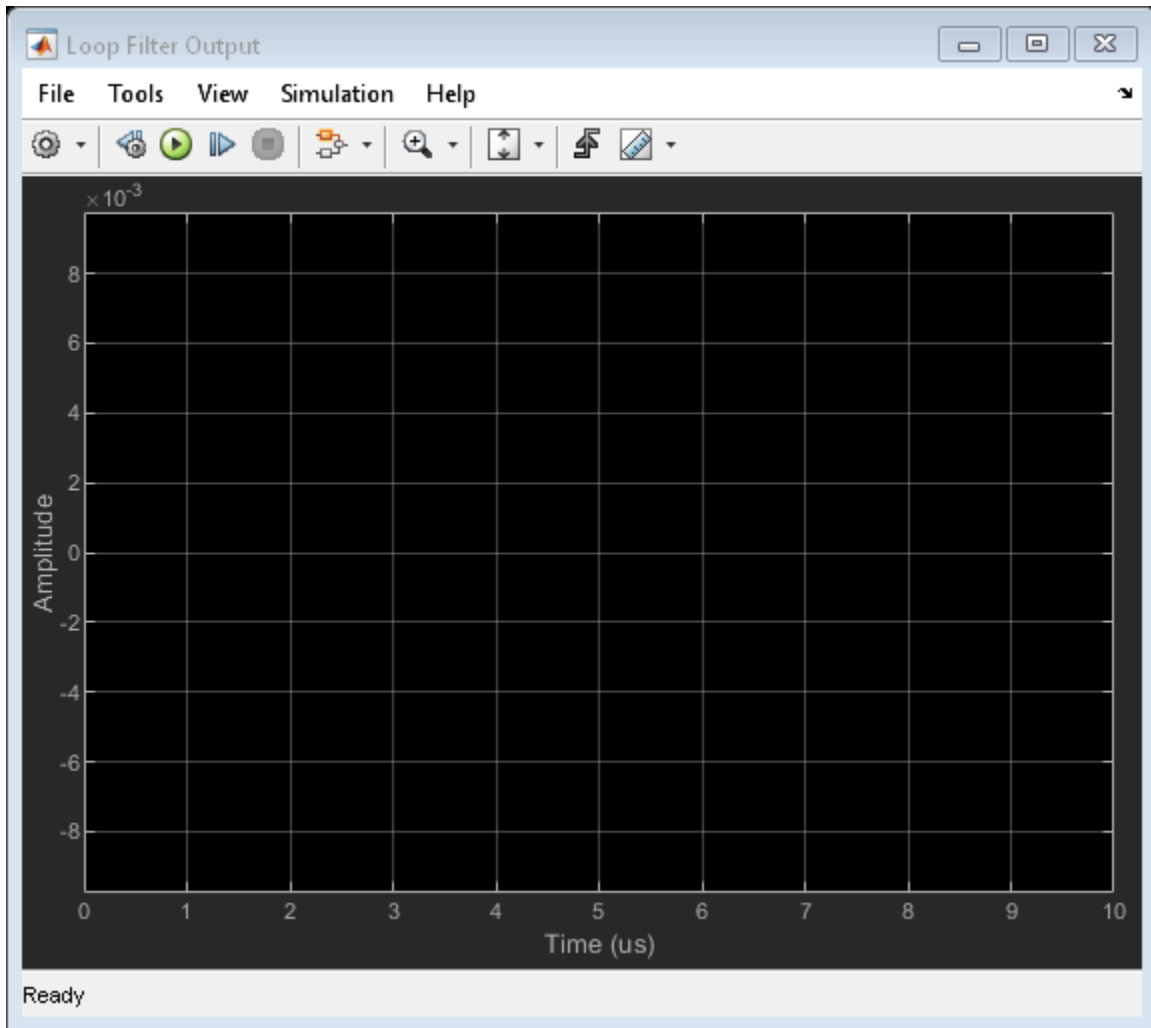 Loop Filter Output
File Tools View Simulation Help
×10-3
8
6
4
2
0
-2
-4
-6
-8
Amplitude
0 1 2 3 4 5 6 7 8 9 10
Time (us)
Ready